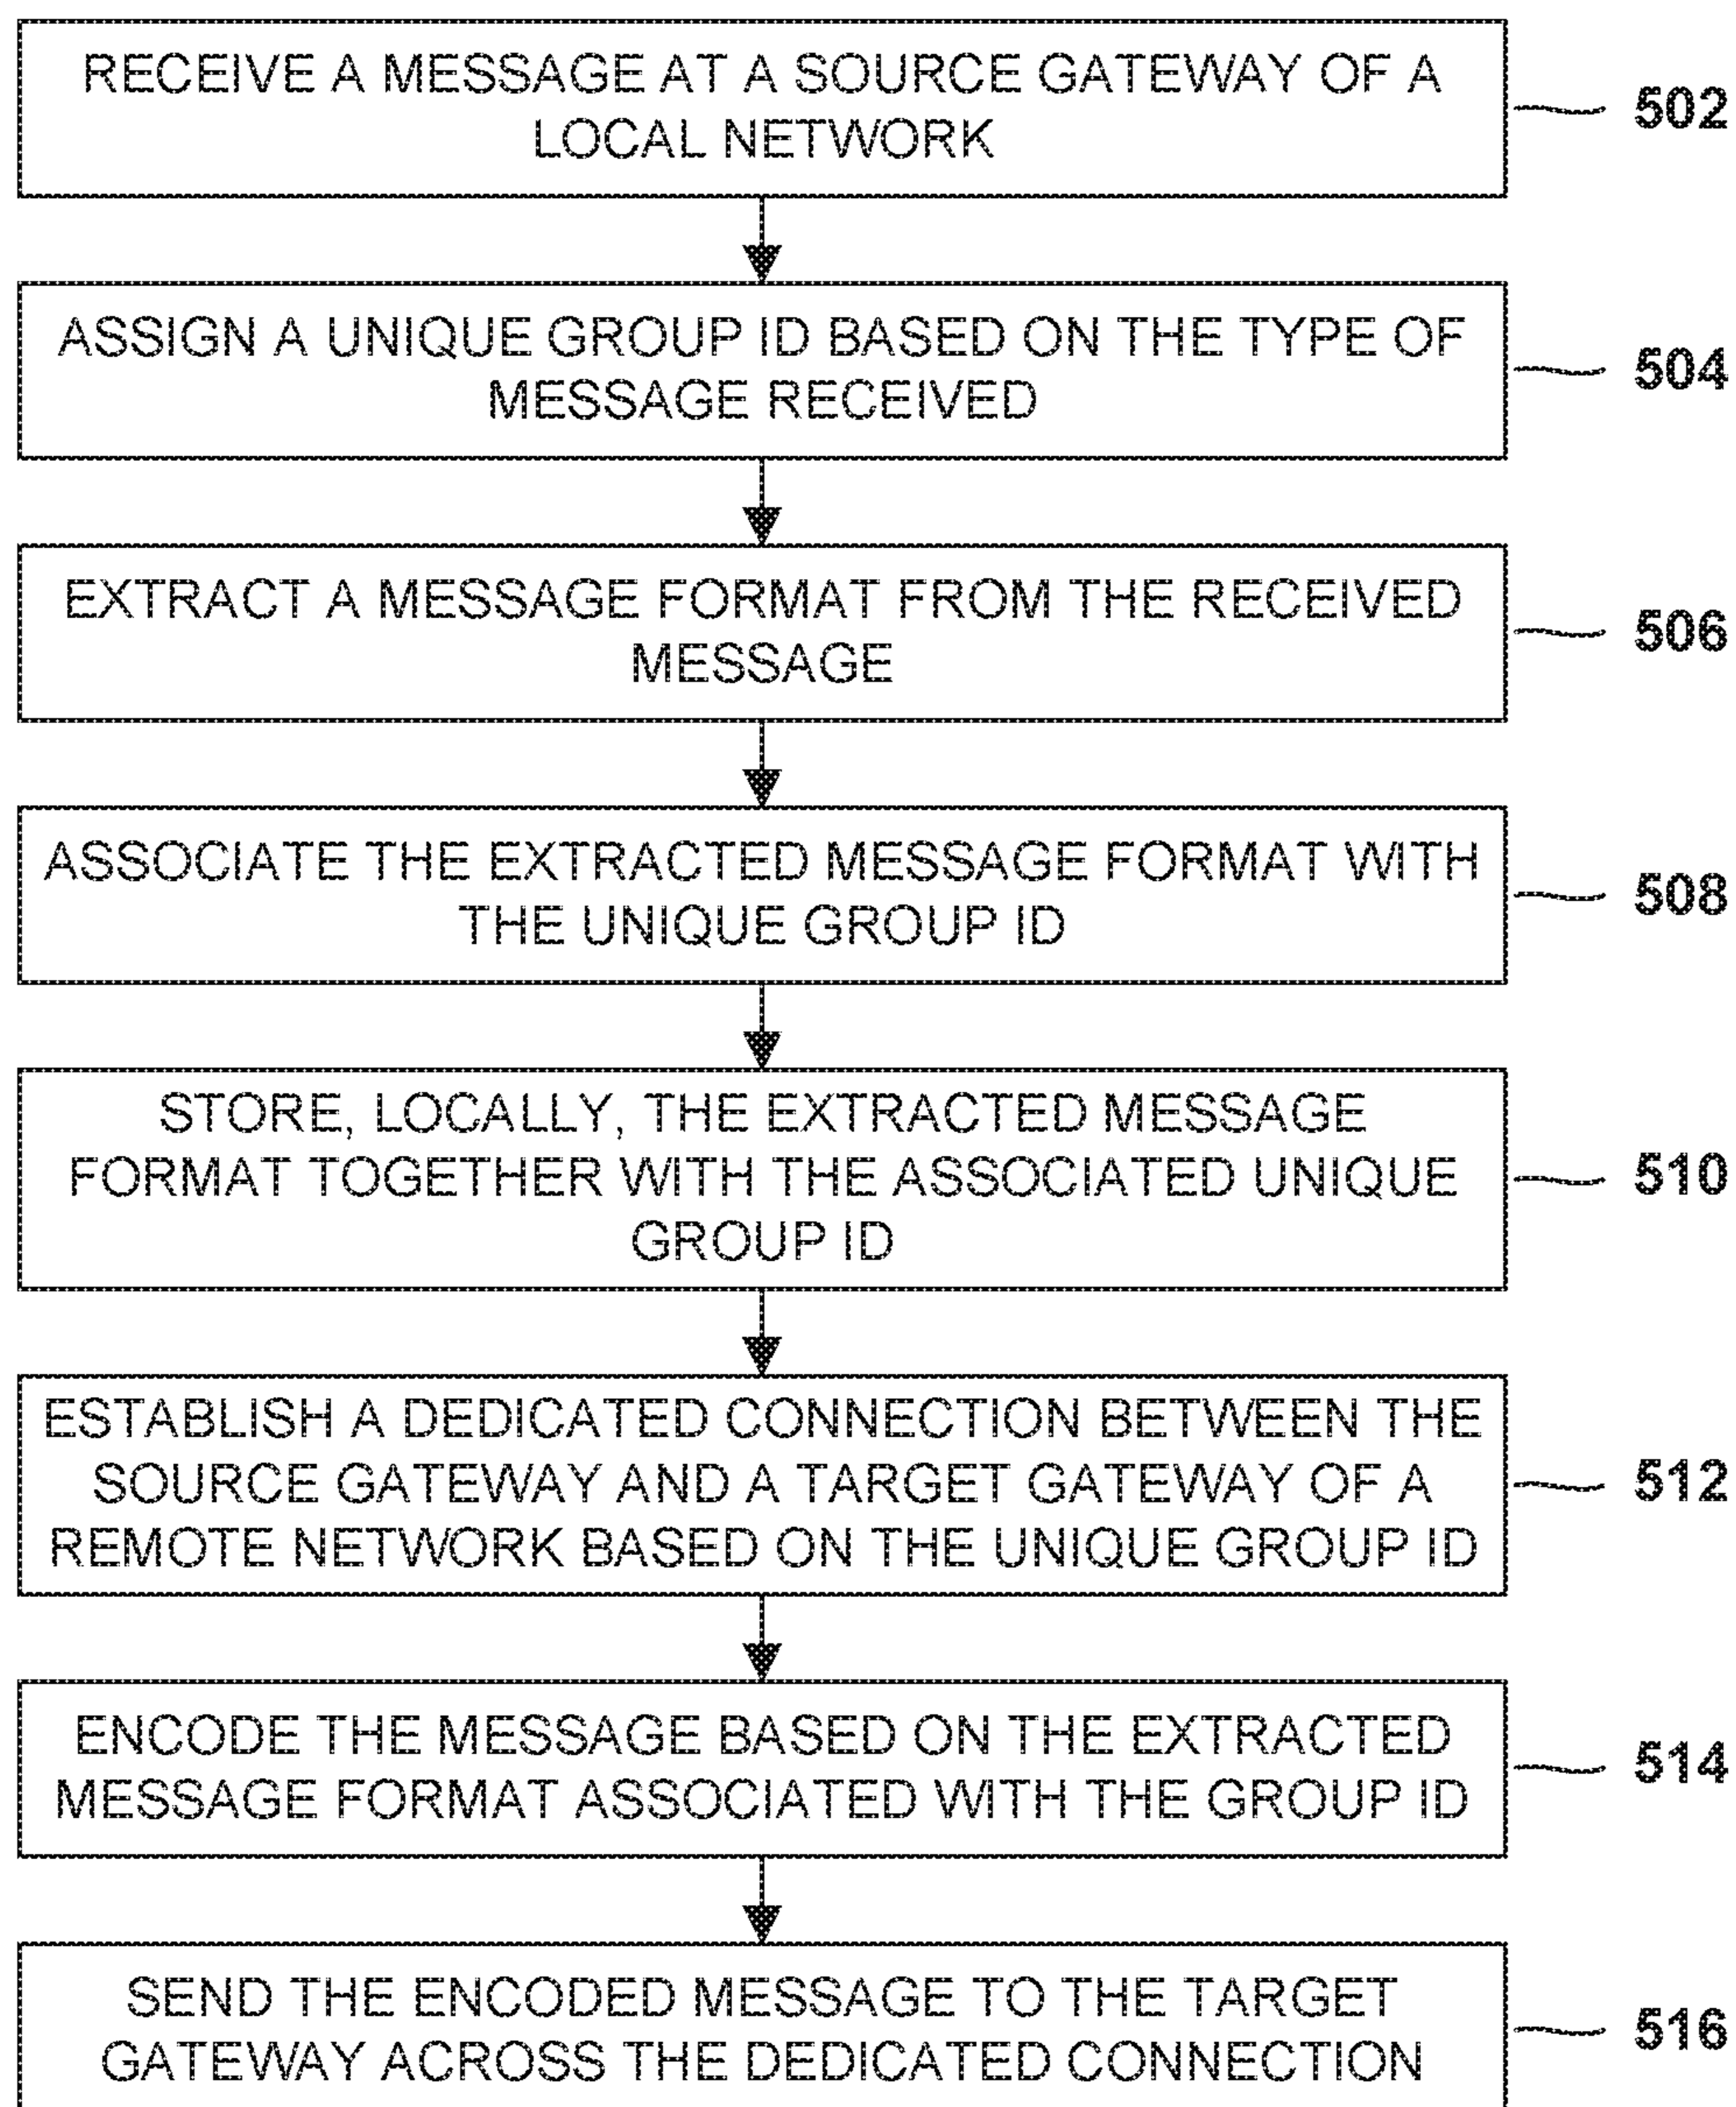 RECEIVE A MESSAGE AT A SOURCE GATEWAY OF A
LOCAL NETWORK
502
ASSIGN A UNIQUE GROUP ID BASED ON THE TYPE OF
MESSAGE RECEIVED
504
EXTRACT A MESSAGE FORMAT FROM THE RECEIVED
MESSAGE
506
ASSOCIATE THE EXTRACTED MESSAGE FORMAT WITH
THE UNIQUE GROUP ID
508
STORE, LOCALLY, THE EXTRACTED MESSAGE
FORMAT TOGETHER WITH THE ASSOCIATED UNIQUE
GROUP ID
510
ESTABLISH A DEDICATED CONNECTION BETWEEN THE
SOURCE GATEWAY AND A TARGET GATEWAY OF A
REMOTE NETWORK BASED ON THE UNIQUE GROUP ID
512
ENCODE THE MESSAGE BASED ON THE EXTRACTED
MESSAGE FORMAT ASSOCIATED WITH THE GROUP ID
514
SEND THE ENCODED MESSAGE TO THE TARGET
GATEWAY ACROSS THE DEDICATED CONNECTION
516